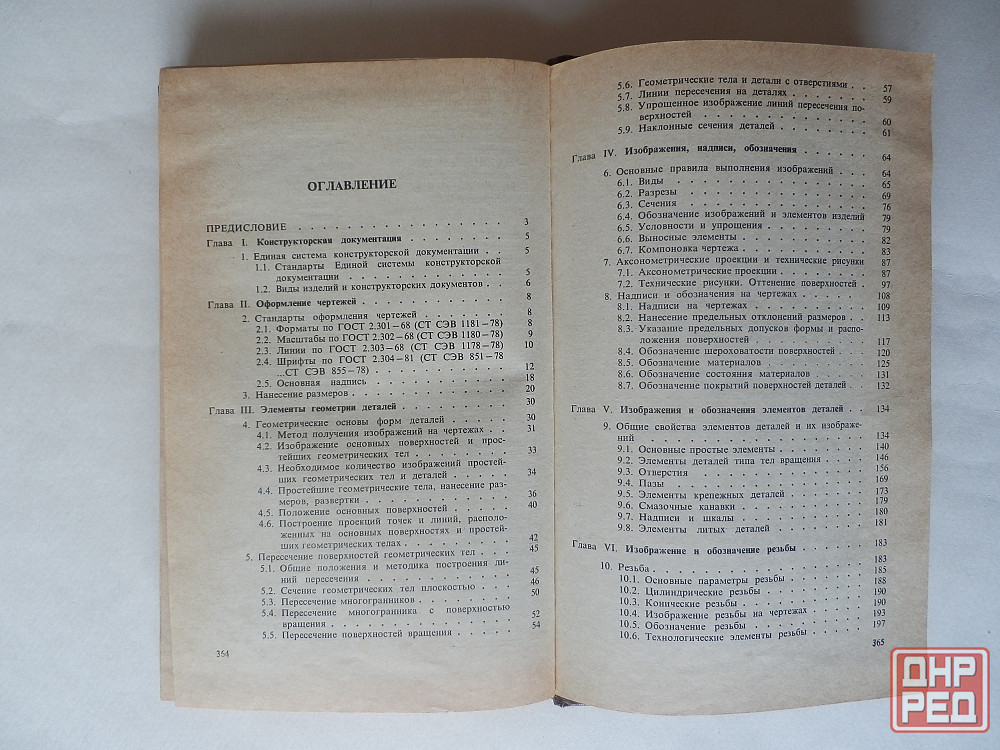 ОГЛАВЛЕНИЕ
ПРЕДИСЛОВИЕ . . . . . . . . . . . . . . . 3
Глава I. Конструкторская документация . . . . . . . . 5
1. Единая система конструкторской документации . . 5
1.1. Стандарты Единой системы конструкторской
документации . . . . . . . . . . . . 5
1.2. Виды изделий и конструкторских документов . . 6
Глава II. Оформление чертежей . . . . . . . . . . . 8
2. Стандарты оформления чертежей . . . . . . . . 8
2.1. Форматы по ГОСТ 2.301—68 (СТ СЭВ 1181—78) 8
2.2. Масштабы по ГОСТ 2.302—68 (СТ СЭВ 1180—78) 9
2.3. Линии по ГОСТ 2.303—68 (СТ СЭВ 1178—78) 10
2.4. Шрифты по ГОСТ 2.304—81 (СТ СЭВ 851—78
...СТ СЭВ 855—78) . . . . . . . . . . 12
2.5. Основная надпись . . . . . . . . . . 18
3. Нанесение размеров . . . . . . . . . . . . 20
Глава III. Элементы геометрии деталей . . . . . . . . 30
4. Геометрические основы форм деталей . . . . . 30
4.1. Метод получения изображений на чертежах . . 31
4.2. Изображение основных поверхностей и прос-
тейших геометрических тел . . . . . . . . 33
4.3. Необходимое количество изображений простей-
ших геометрических тел и деталей . . . . . 34
4.4. Простейшие геометрические тела, нанесение раз-
меров, развертки . . . . . . . . . . . 36
4.5. Положение основных поверхностей . . . . . 40
4.6. Построение проекций точек и линий, располо-
женных на основных поверхностях и простей-
ших геометрических телах . . . . . . . . 42
5. Пересечение поверхностей геометрических тел . . . 45
5.1. Общие положения и методика построения ли-
ний пересечения . . . . . . . . . . . 45
5.2. Сечение геометрических тел плоскостью . . . 46
5.3. Пересечение многогранников . . . . . . . 50
5.4. Пересечение многогранника с поверхностью
вращения . . . . . . . . . . . . . 52
5.5. Пересечение поверхностей вращения . . . . 54
364
5.6. Геометрические тела и детали с отверстиями . . 57
5.7. Линии пересечения на деталях . . . . . . 59
5.8. Упрощенное изображение линий пересечения по-
верхностей . . . . . . . . . . . . . 60
5.9. Наклонные сечения деталей . . . . . . . 61
Глава IV. Изображения, надписи, обозначения . . . . . . 64
6. Основные правила выполнения изображений . . . 64
6.1. Виды . . . . . . . . . . . . . . 65
6.2. Разрезы . . . . . . . . . . . . . 69
6.3. Сечения . . . . . . . . . . . . . 76
6.4. Обозначение изображений и элементов изделий 79
6.5. Условности и упрощения . . . . . . . . 79
6.6. Выносные элементы . . . . . . . . . . 82
6.7. Компоновка чертежа . . . . . . . . . . 83
7. Аксонометрические проекции и технические рисунки 87
7.1. Аксонометрические проекции . . . . . . . 87
7.2. Технические рисунки. Оттенение поверхностей . 97
8. Надписи и обозначения на чертежах . . . . . . 108
8.1. Надписи на чертежах . . . . . . . . . 109
8.2. Нанесение предельных отклонений размеров . . 113
8.3. Указание предельных допусков формы и распо-
ложения поверхностей . . . . . . . . . 117
8.4. Обозначение шероховатости поверхностей . . . 120
8.5. Обозначение материалов . . . . . . . . 125
8.6. Обозначение состояния материалов . . . . . 131
8.7. Обозначение покрытий поверхностей деталей . . 132
Глава V. Изображения и обозначения элементов деталей . . 134
9. Общие свойства элементов деталей и их изображе-
ний . . . . . . . . . . . . . . . 134
9.1. Основные простые элементы . . . . . . . 140
9.2. Элементы деталей типа тел вращения . . . . 146
9.3. Отверстия . . . . . . . . . . . . . 156
9.4. Пазы . . . . . . . . . . . . . . 169
9.5. Элементы крепежных деталей . . . . . . . 173
9.6. Смазочные канавки . . . . . . . . . . 179
9.7. Надписи и шкалы . . . . . . . . . . 180
9.8. Элементы литых деталей . . . . . . . . 181
Глава VI. Изображение и обозначение резьбы . . . . . . 183
10. Резьба . . . . . . . . . . . . . . . 183
10.1. Основные параметры резьбы . . . . . . . 185
10.2. Цилиндрические резьбы . . . . . . . . 188
10.3. Конические резьбы . . . . . . . . . . 190
10.4. Изображение резьбы на чертежах . . . . . 190
10.5. Обозначение резьбы . . . . . . . . . 193
10.6. Технологические элементы резьбы . . . . . 197
365
ДНР
РЕД